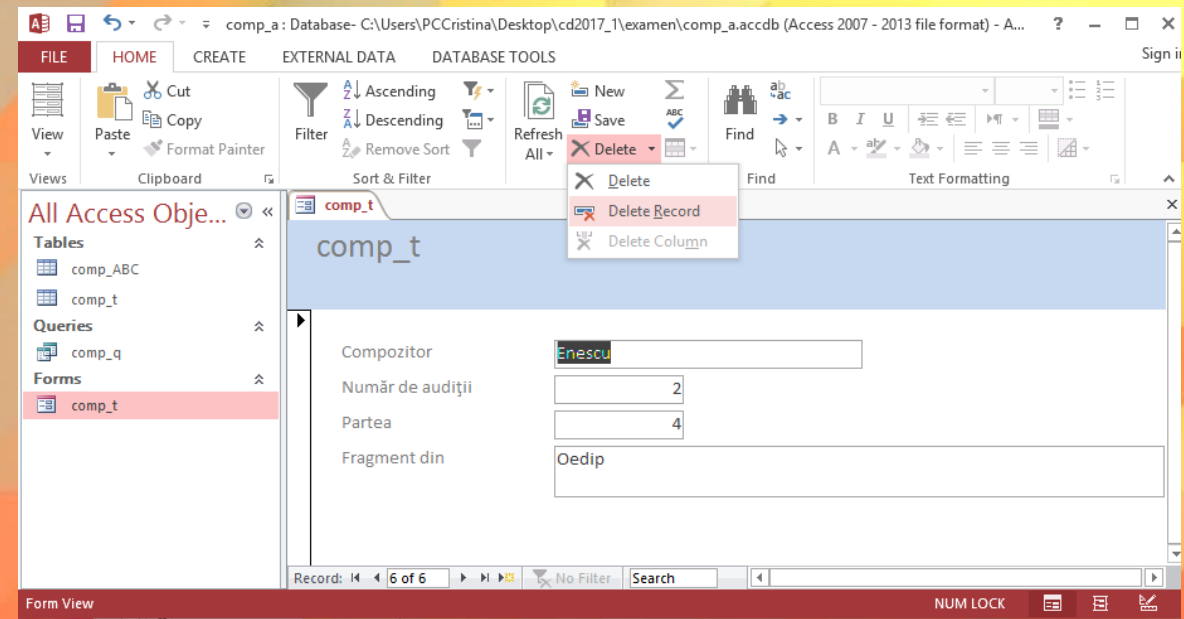 comp_a : Database- C:\Users\PCCristina\Desktop\cd2017_1\examen\comp_a.accdb (Access 2007 - 2013 file format) - A... ?
FILE HOME CREATE EXTERNAL DATA DATABASE TOOLS Sign i
View
Paste
Cut
Copy
Format Painter
Filter
Ascending
Descending
Remove Sort
Refresh
All
New
Save
Delete
ABC
Find
ab
ac
B I U
A
Views Clipboard Sort & Filter Find Text Formatting
Delete
Delete Record
Delete Column
All Access Obje... «
Tables
comp_ABC
comp_t
Queries
comp_q
Forms
comp_t
comp_t
comp_t
Compozitor Enescu
Număr de audiţii 2
Partea 4
Fragment din Oedip
Record: 6 of 6 No Filter Search
Form View NUM LOCK